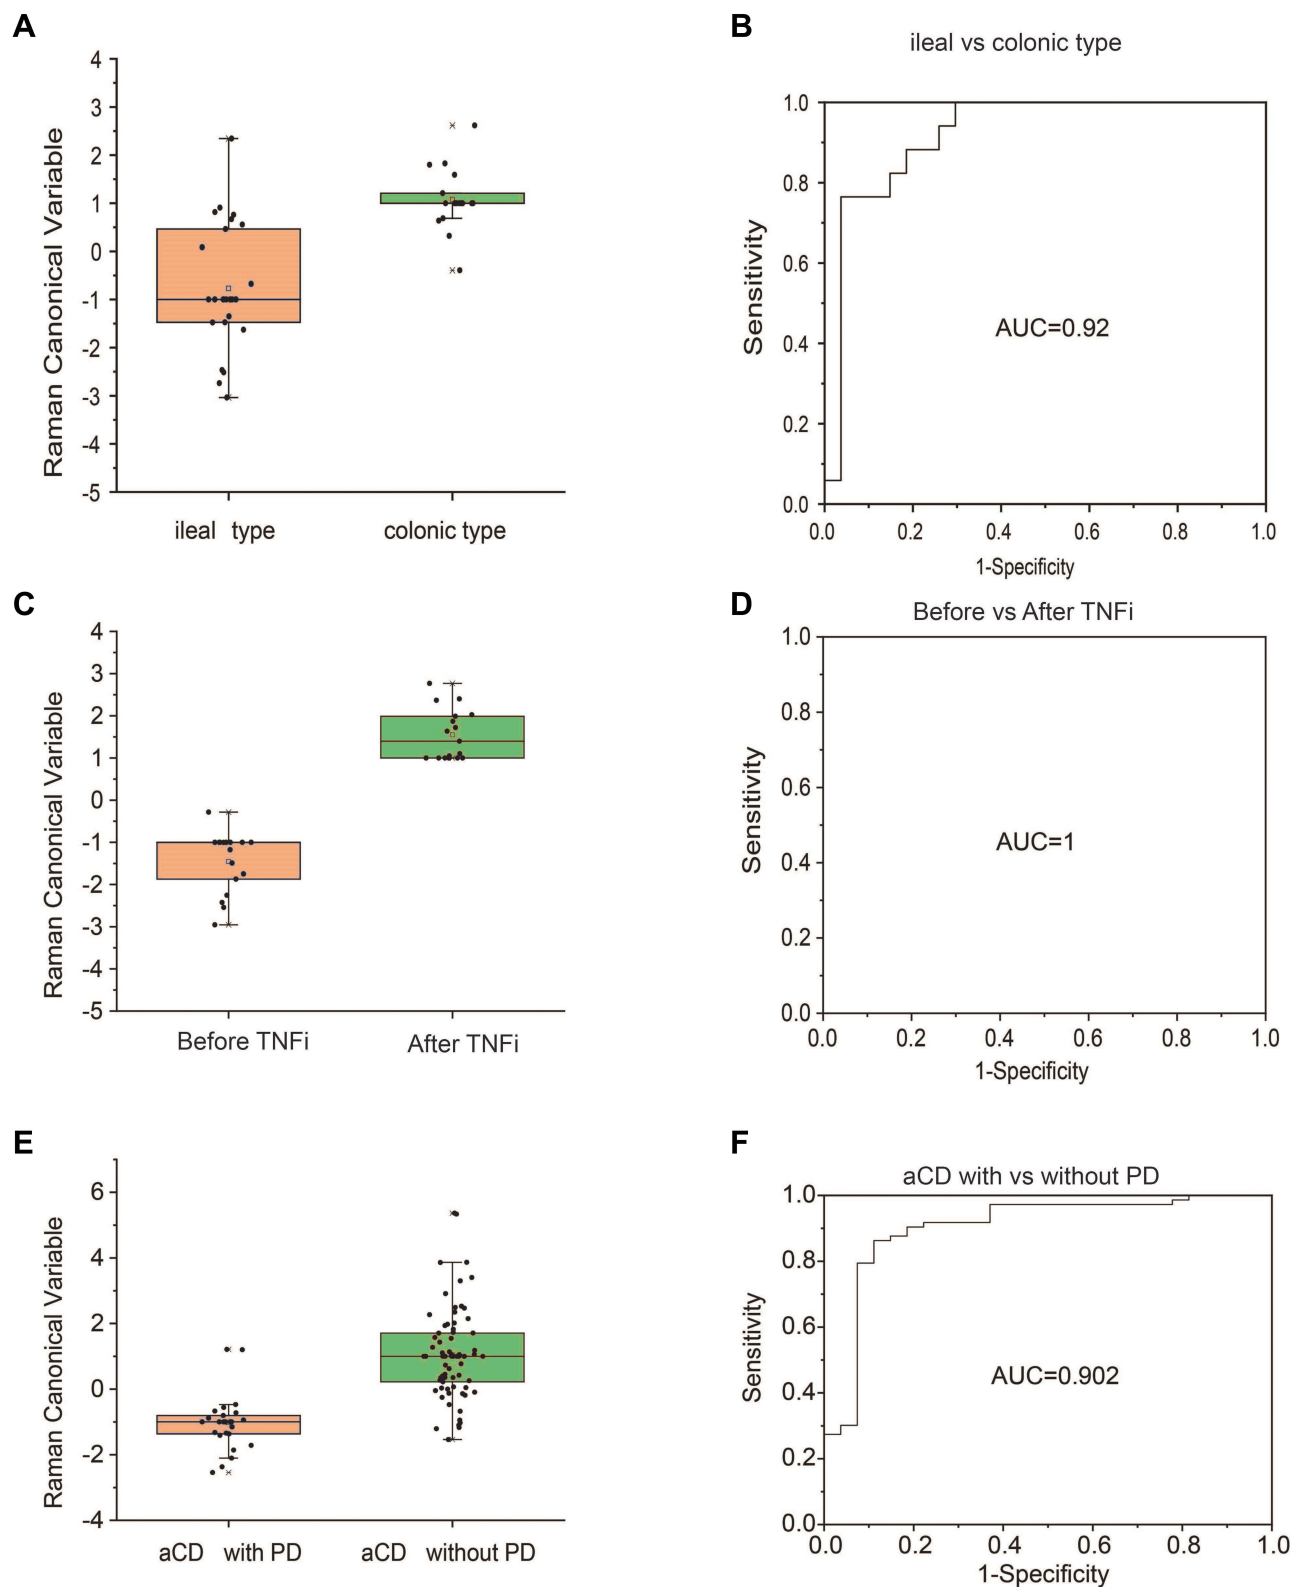 A
4
3
2
1
0
-1
-2
-3
-4
-5
Raman Canonical Variable
ileal type
colonic type
B
ileal vs colonic type
1.0
0.8
0.6
0.4
0.2
0.0
Sensitivity
AUC=0.92
0.0 0.2 0.4 0.6 0.8 1.0
1-Specificity
C
4
3
2
1
0
-1
-2
-3
-4
-5
Raman Canonical Variable
Before TNFi
After TNFi
D
Before vs After TNFi
1.0
0.8
0.6
0.4
0.2
0.0
Sensitivity
AUC=1
0.0 0.2 0.4 0.6 0.8 1.0
1-Specificity
E
6
4
2
0
-2
-4
Raman Canonical Variable
aCD with PD
aCD without PD
F
aCD with vs without PD
1.0
0.8
0.6
0.4
0.2
0.0
Sensitivity
AUC=0.902
0.0 0.2 0.4 0.6 0.8 1.0
1-Specificity